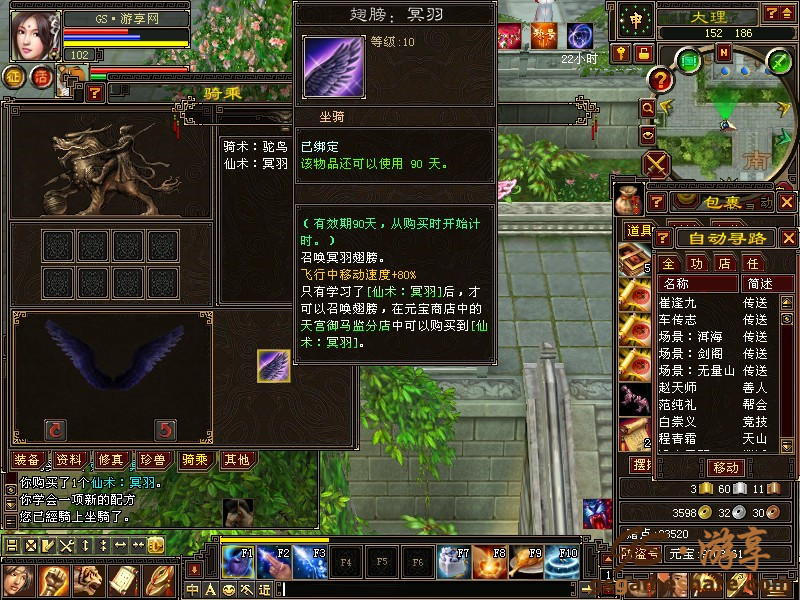 GS·游享网
102
征
活
?
骑乘
骑术：驼鸟
仙术：冥羽
翅膀：冥羽
等级:10
坐骑
已绑定
该物品还可以使用 90 天。
(有效期90天，从购买时开始计
时。)
召唤冥羽翅膀。
飞行中移动速度+80%
只有学习了[仙术：冥羽]后，才
可以召唤翅膀，在元宝商店中的
天宫御马监分店中可以购买到[仙
术：冥羽]。
22小时
申
大理
152 186
N
南
包裹
道具
自动寻路
全 功 店 任
名称 简述
崔逢九 传送
车传志 传送
场景：洱海 传送
场景：剑阁 传送
场景：无量山 传送
赵天师 善人
范纯礼 帮会
白崇义 竞技
程青霜 天山
移动
3 60 11
3598 32 30
元宝
装备 资料 修真 珍兽 骑乘 其他
你购买了1个仙术：冥羽。
你学会一项新的配方
您已經騎上坐騎了。
F1 F2 F3 F4 F5 F6 F7 F8 F9 F10
中 A 近
游享